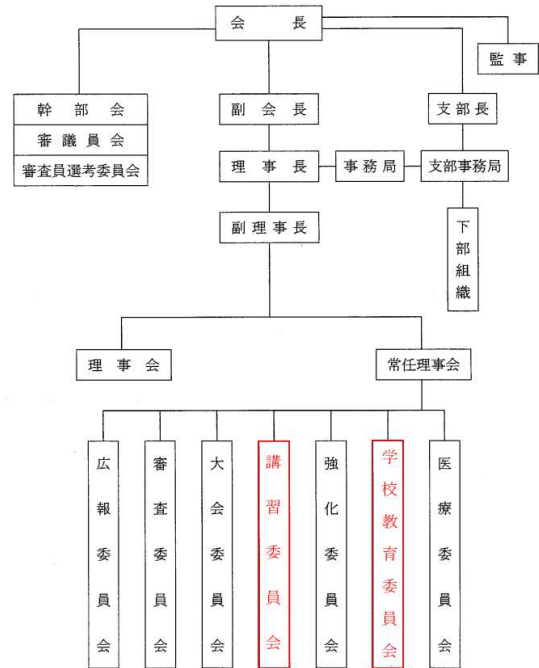 会長
監事
幹部会
審議員会
審査員選考委員会
副会長
支部長
理事長
事務局
支部事務局
副理事長
下部組織
理事会
常任理事会
広報委員会
審査委員会
大会委員会
講習委員会
強化委員会
学校教育委員会
医療委員会